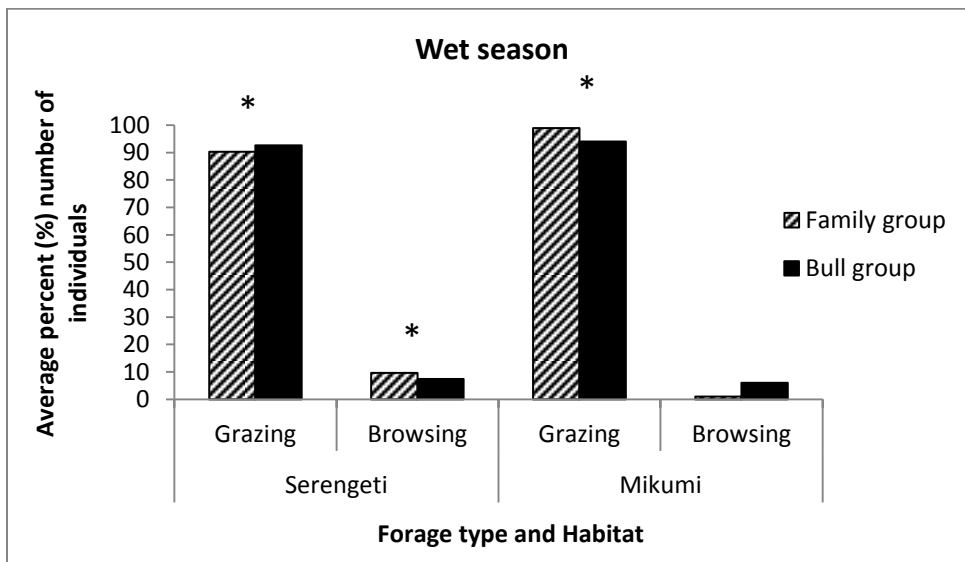 Wet season
*
*
*
100
90
80
70
60
50
40
30
20
10
0
Average percent (%) number of
individuals
Family group
Bull group
Grazing
Browsing
Grazing
Browsing
Serengeti
Mikumi
Forage type and Habitat